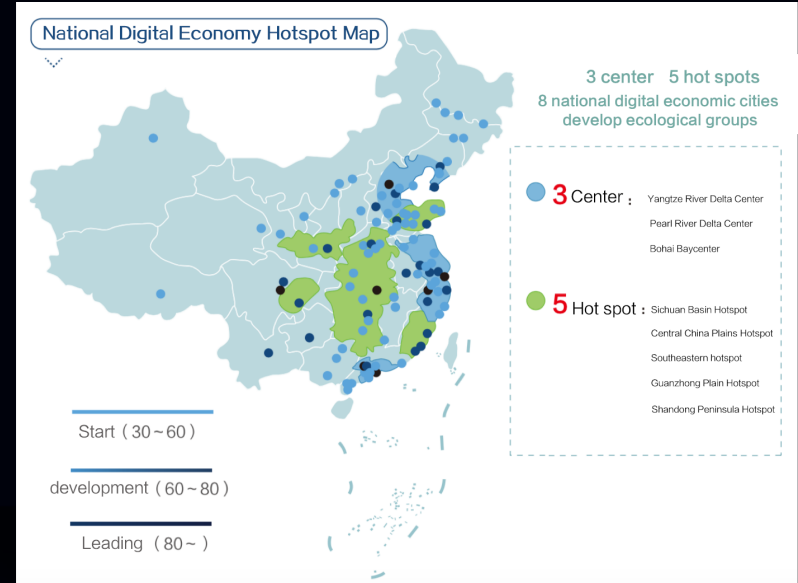 National Digital Economy Hotspot Map
3 center 5 hot spots
8 national digital economic cities
develop ecological groups
3 Center :
Yangtze River Delta Center
Pearl River Delta Center
Bohai Baycenter
5 Hot spot :
Sichuan Basin Hotspot
Central China Plains Hotspot
Southeastern hotspot
Guanzhong Plain Hotspot
Shandong Peninsula Hotspot
Start (30~60)
development (60~80)
Leading (80~ )